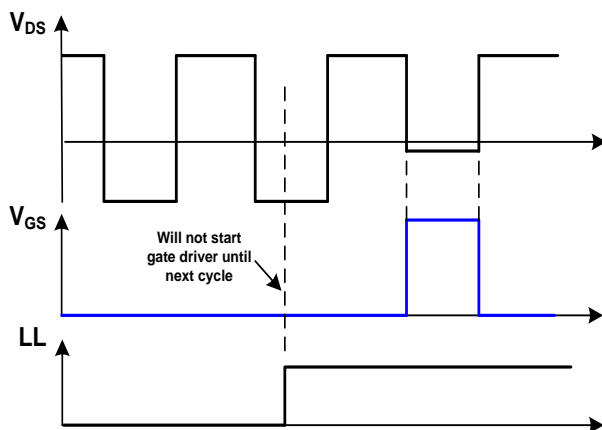 VDS
VGS
Will not start
gate driver until
next cycle
LL